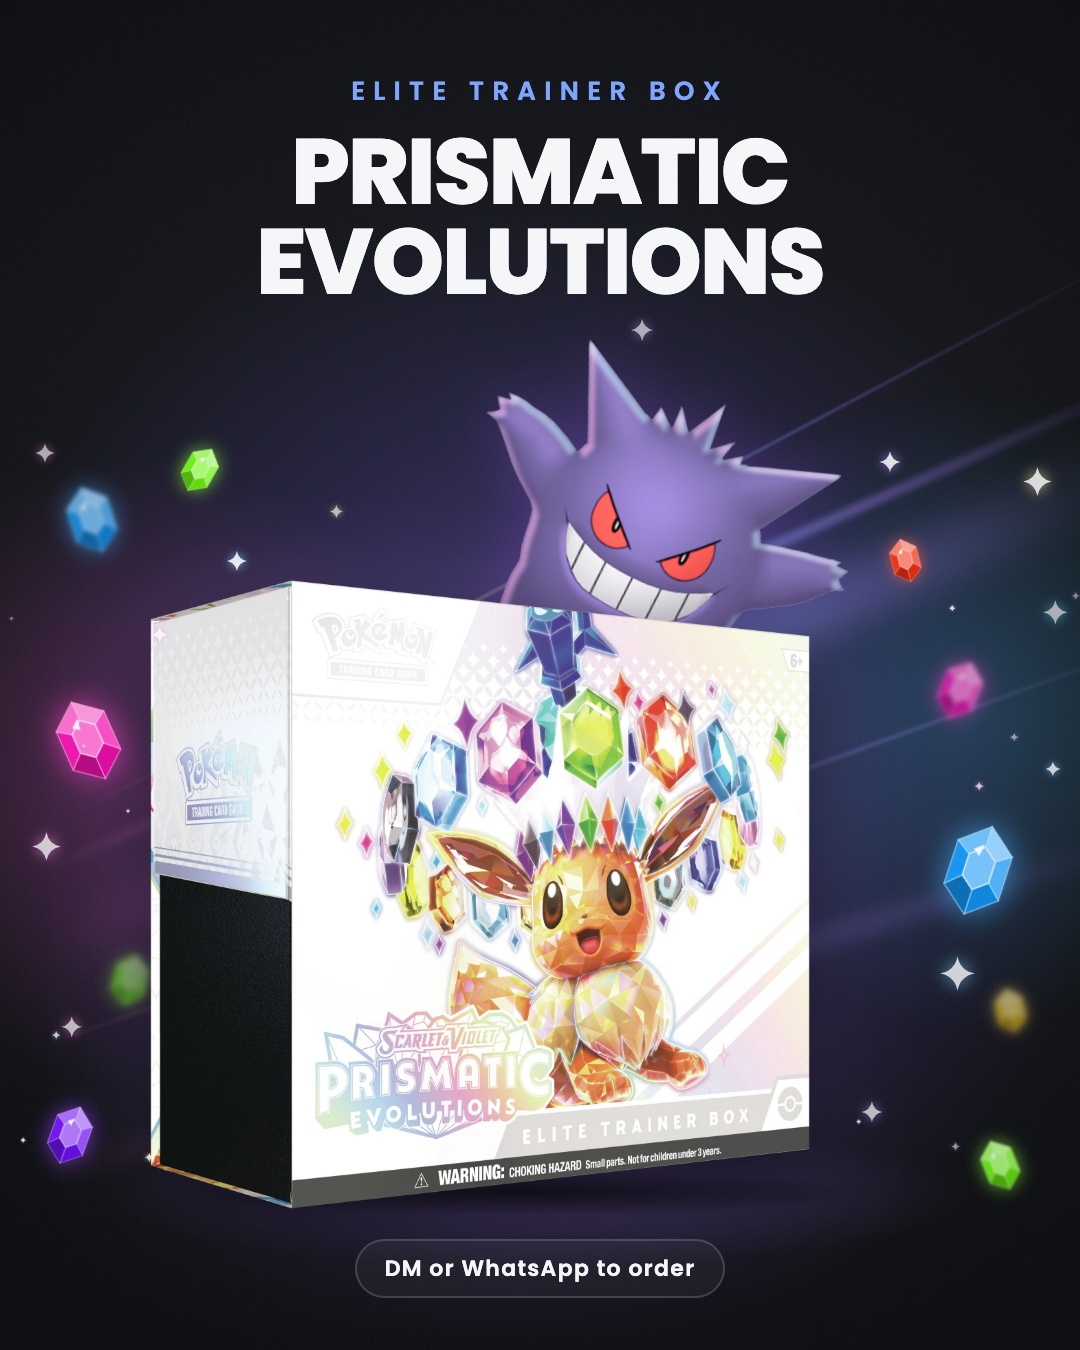 ELITE TRAINER BOX
PRISMATIC
EVOLUTIONS
Pokémon
TRADING CARD GAME
6+
Pokémon
TRADING CARD GAME
SCARLET & VIOLET
PRISMATIC
EVOLUTIONS
ELITE TRAINER BOX
WARNING: CHOKING HAZARD Small parts. Not for children under 3 years.
DM or WhatsApp to order